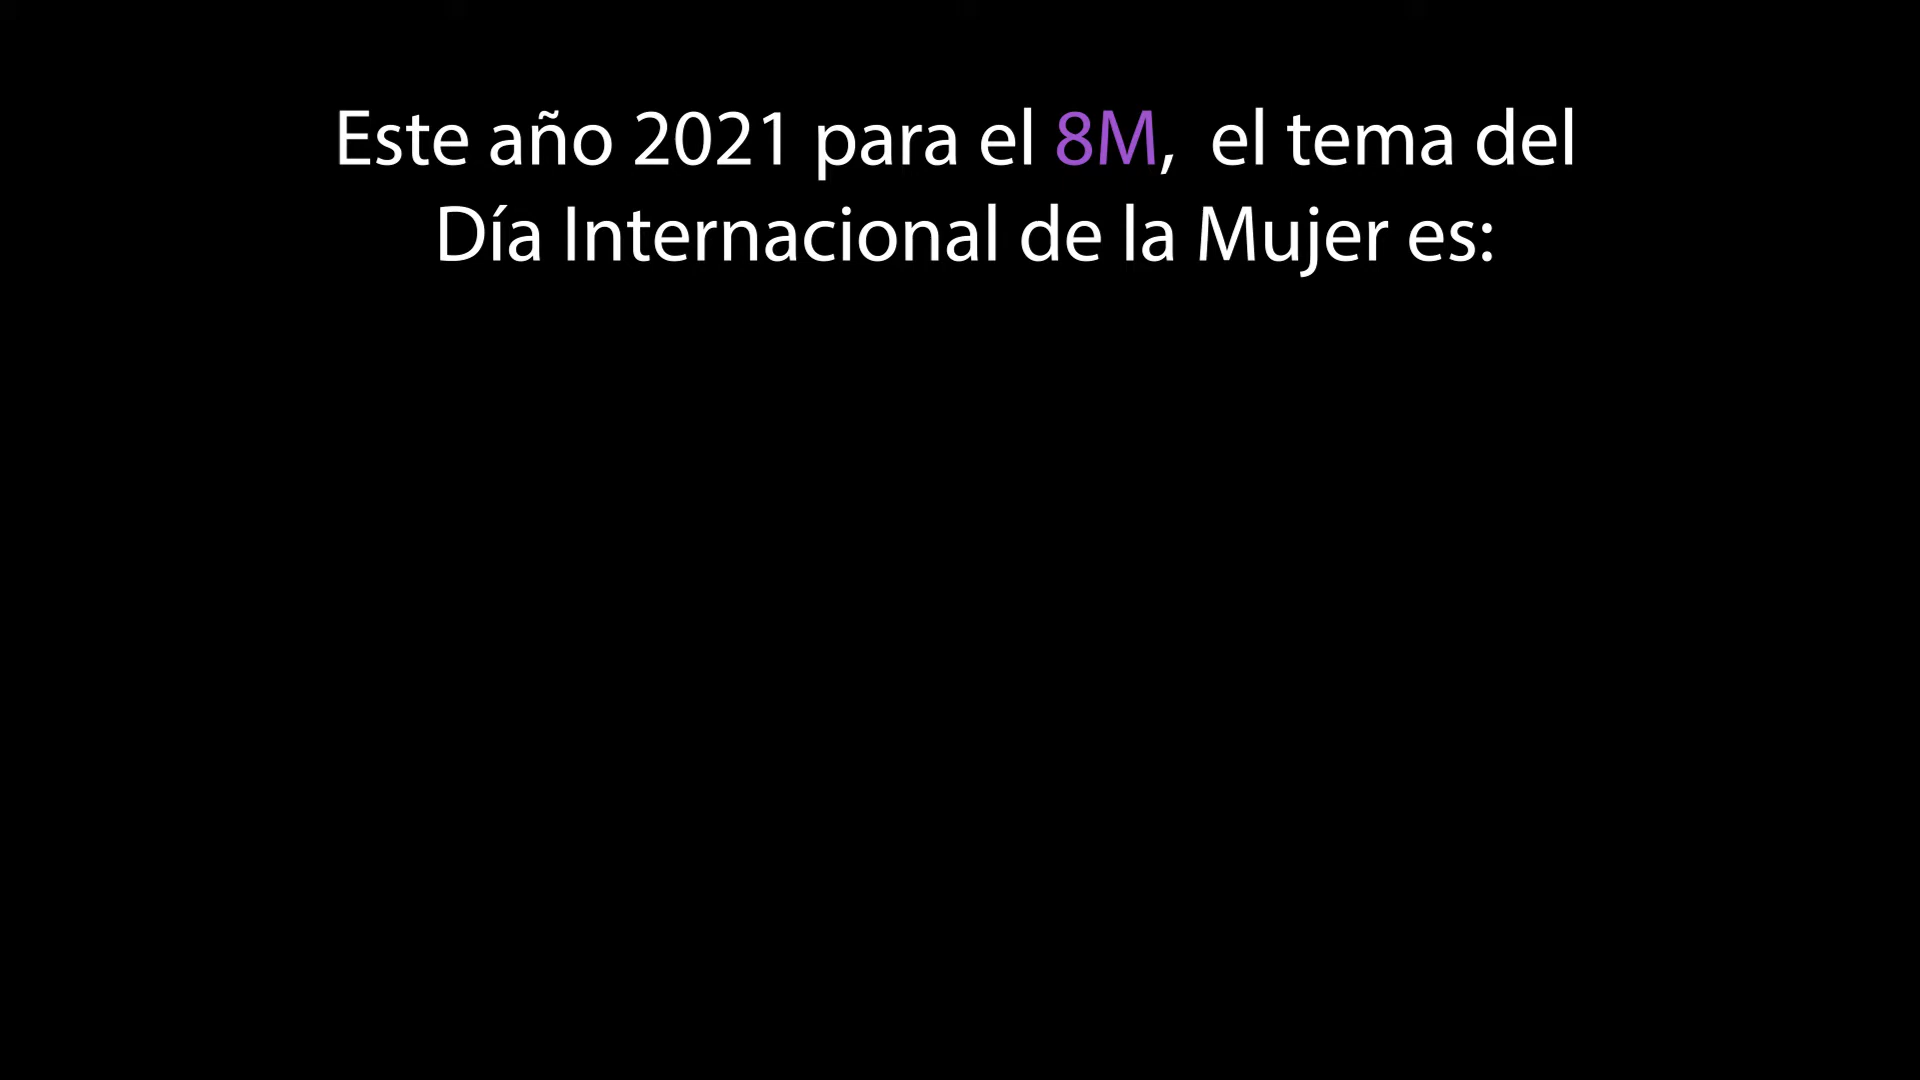 Este año 2021 para el 8M,  el tema del
Día Internacional de la Mujer es: